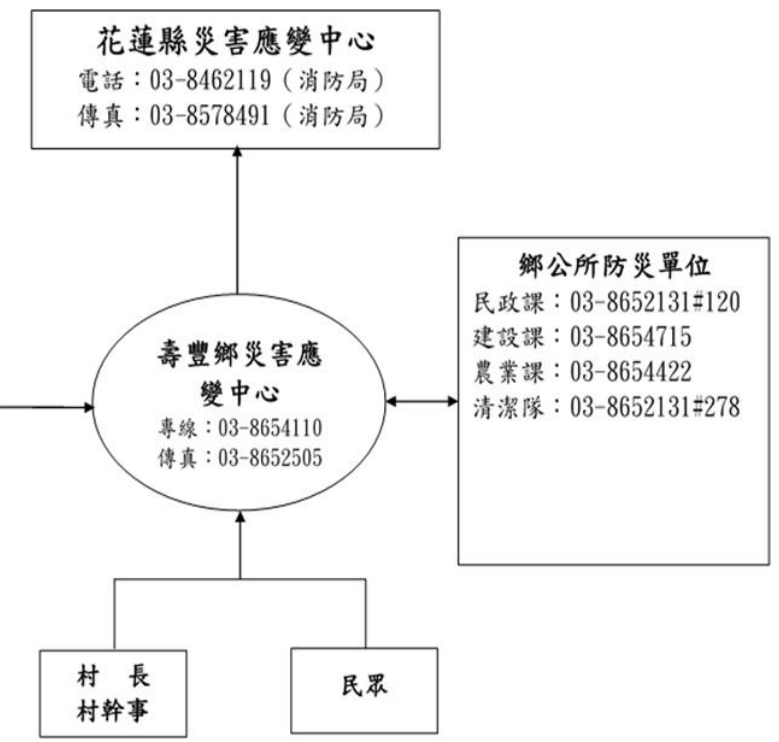 花蓮縣災害應變中心
電話：03-8462119（消防局）
傳真：03-8578491（消防局）
鄉公所防災單位
民政課：03-8652131#120
建設課：03-8654715
農業課：03-8654422
清潔隊：03-8652131#278
壽豐鄉災害應
變中心
專線：03-8654110
傳真：03-8652505
村　長
村幹事
民眾